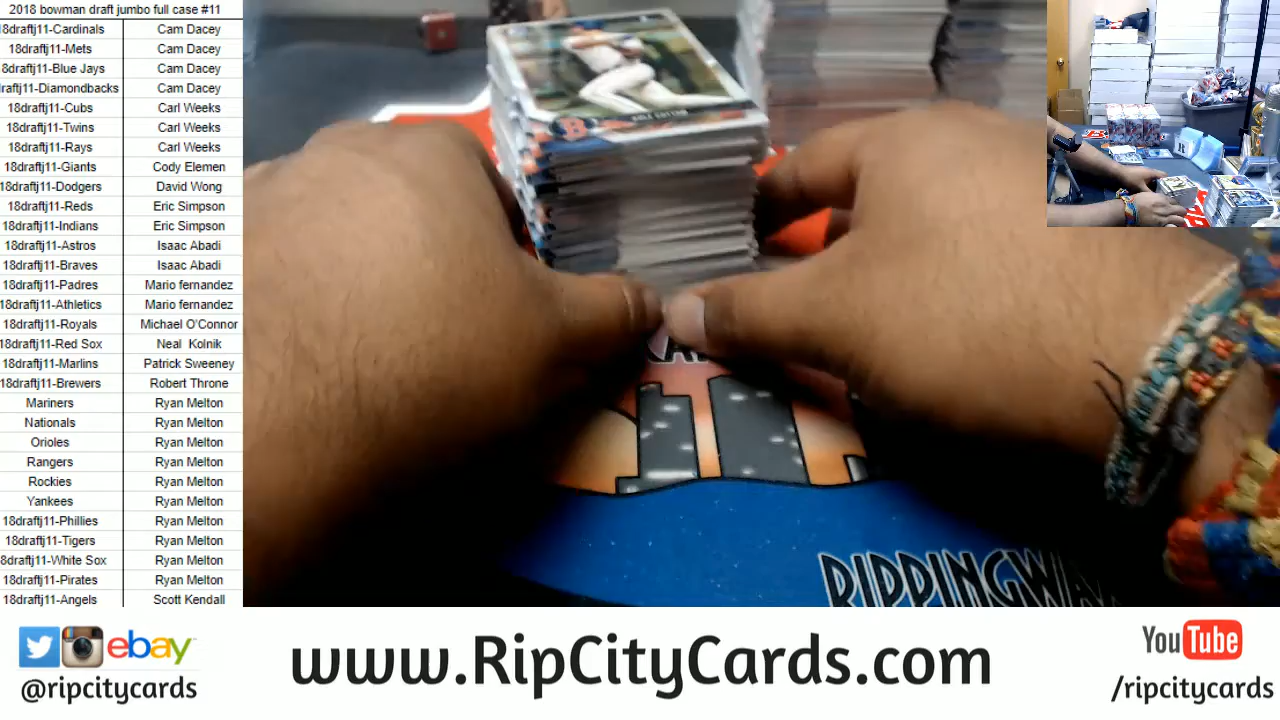 2018 bowman draft jumbo full case #11
18draftj11-Cardinals Cam Dacey
18draftj11-Mets Cam Dacey
8draftj11-Blue Jays Cam Dacey
raftj11-Diamondbacks Cam Dacey
18draftj11-Cubs Carl Weeks
18draftj11-Twins Carl Weeks
18draftj11-Rays Carl Weeks
18draftj11-Giants Cody Elemen
18draftj11-Dodgers David Wong
18draftj11-Reds Eric Simpson
18draftj11-Indians Eric Simpson
18draftj11-Astros Isaac Abadi
18draftj11-Braves Isaac Abadi
18draftj11-Padres Mario fernandez
18draftj11-Athletics Mario fernandez
18draftj11-Royals Michael O'Connor
18draftj11-Red Sox Neal Kolnik
18draftj11-Marlins Patrick Sweeney
18draftj11-Brewers Robert Throne
Mariners Ryan Melton
Nationals Ryan Melton
Orioles Ryan Melton
Rangers Ryan Melton
Rockies Ryan Melton
Yankees Ryan Melton
18draftj11-Phillies Ryan Melton
18draftj11-Tigers Ryan Melton
8draftj11-White Sox Ryan Melton
18draftj11-Pirates Ryan Melton
18draftj11-Angels Scott Kendall
B
RIPPINGWA
ebay
@ripcitycards
www.RipCityCards.com
YouTube
/ripcitycards